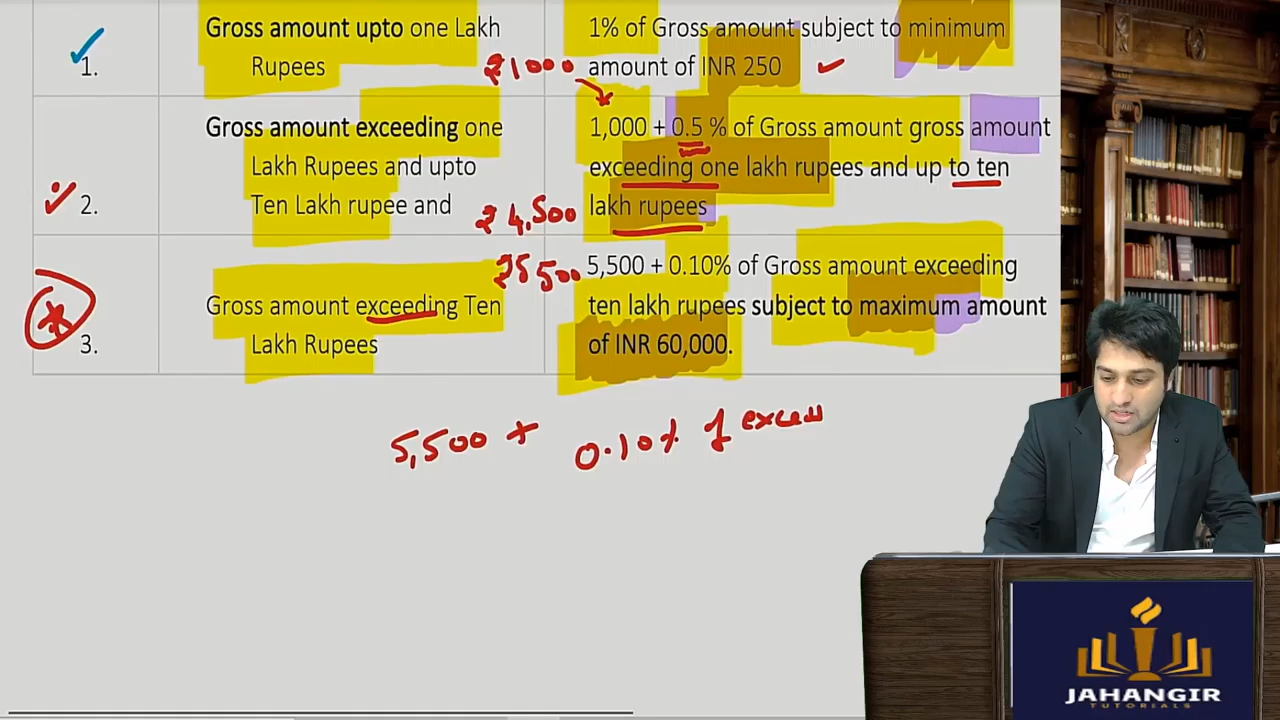 Gross amount upto one Lakh
1% of Gross amount subject to minimum
1.
Rupees
₹1000
amount of INR 250
Gross amount exceeding one
1,000 + 0.5 % of Gross amount gross amount
Lakh Rupees and upto
exceeding one lakh rupees and up to ten
2.
Ten Lakh rupee and
₹4,500
lakh rupees
₹5500
5,500 + 0.10% of Gross amount exceeding
Gross amount exceeding Ten
ten lakh rupees subject to maximum amount
3.
Lakh Rupees
of INR 60,000.
5,500 + 0.10% of excess
JAHANGIR
TUTORIALS